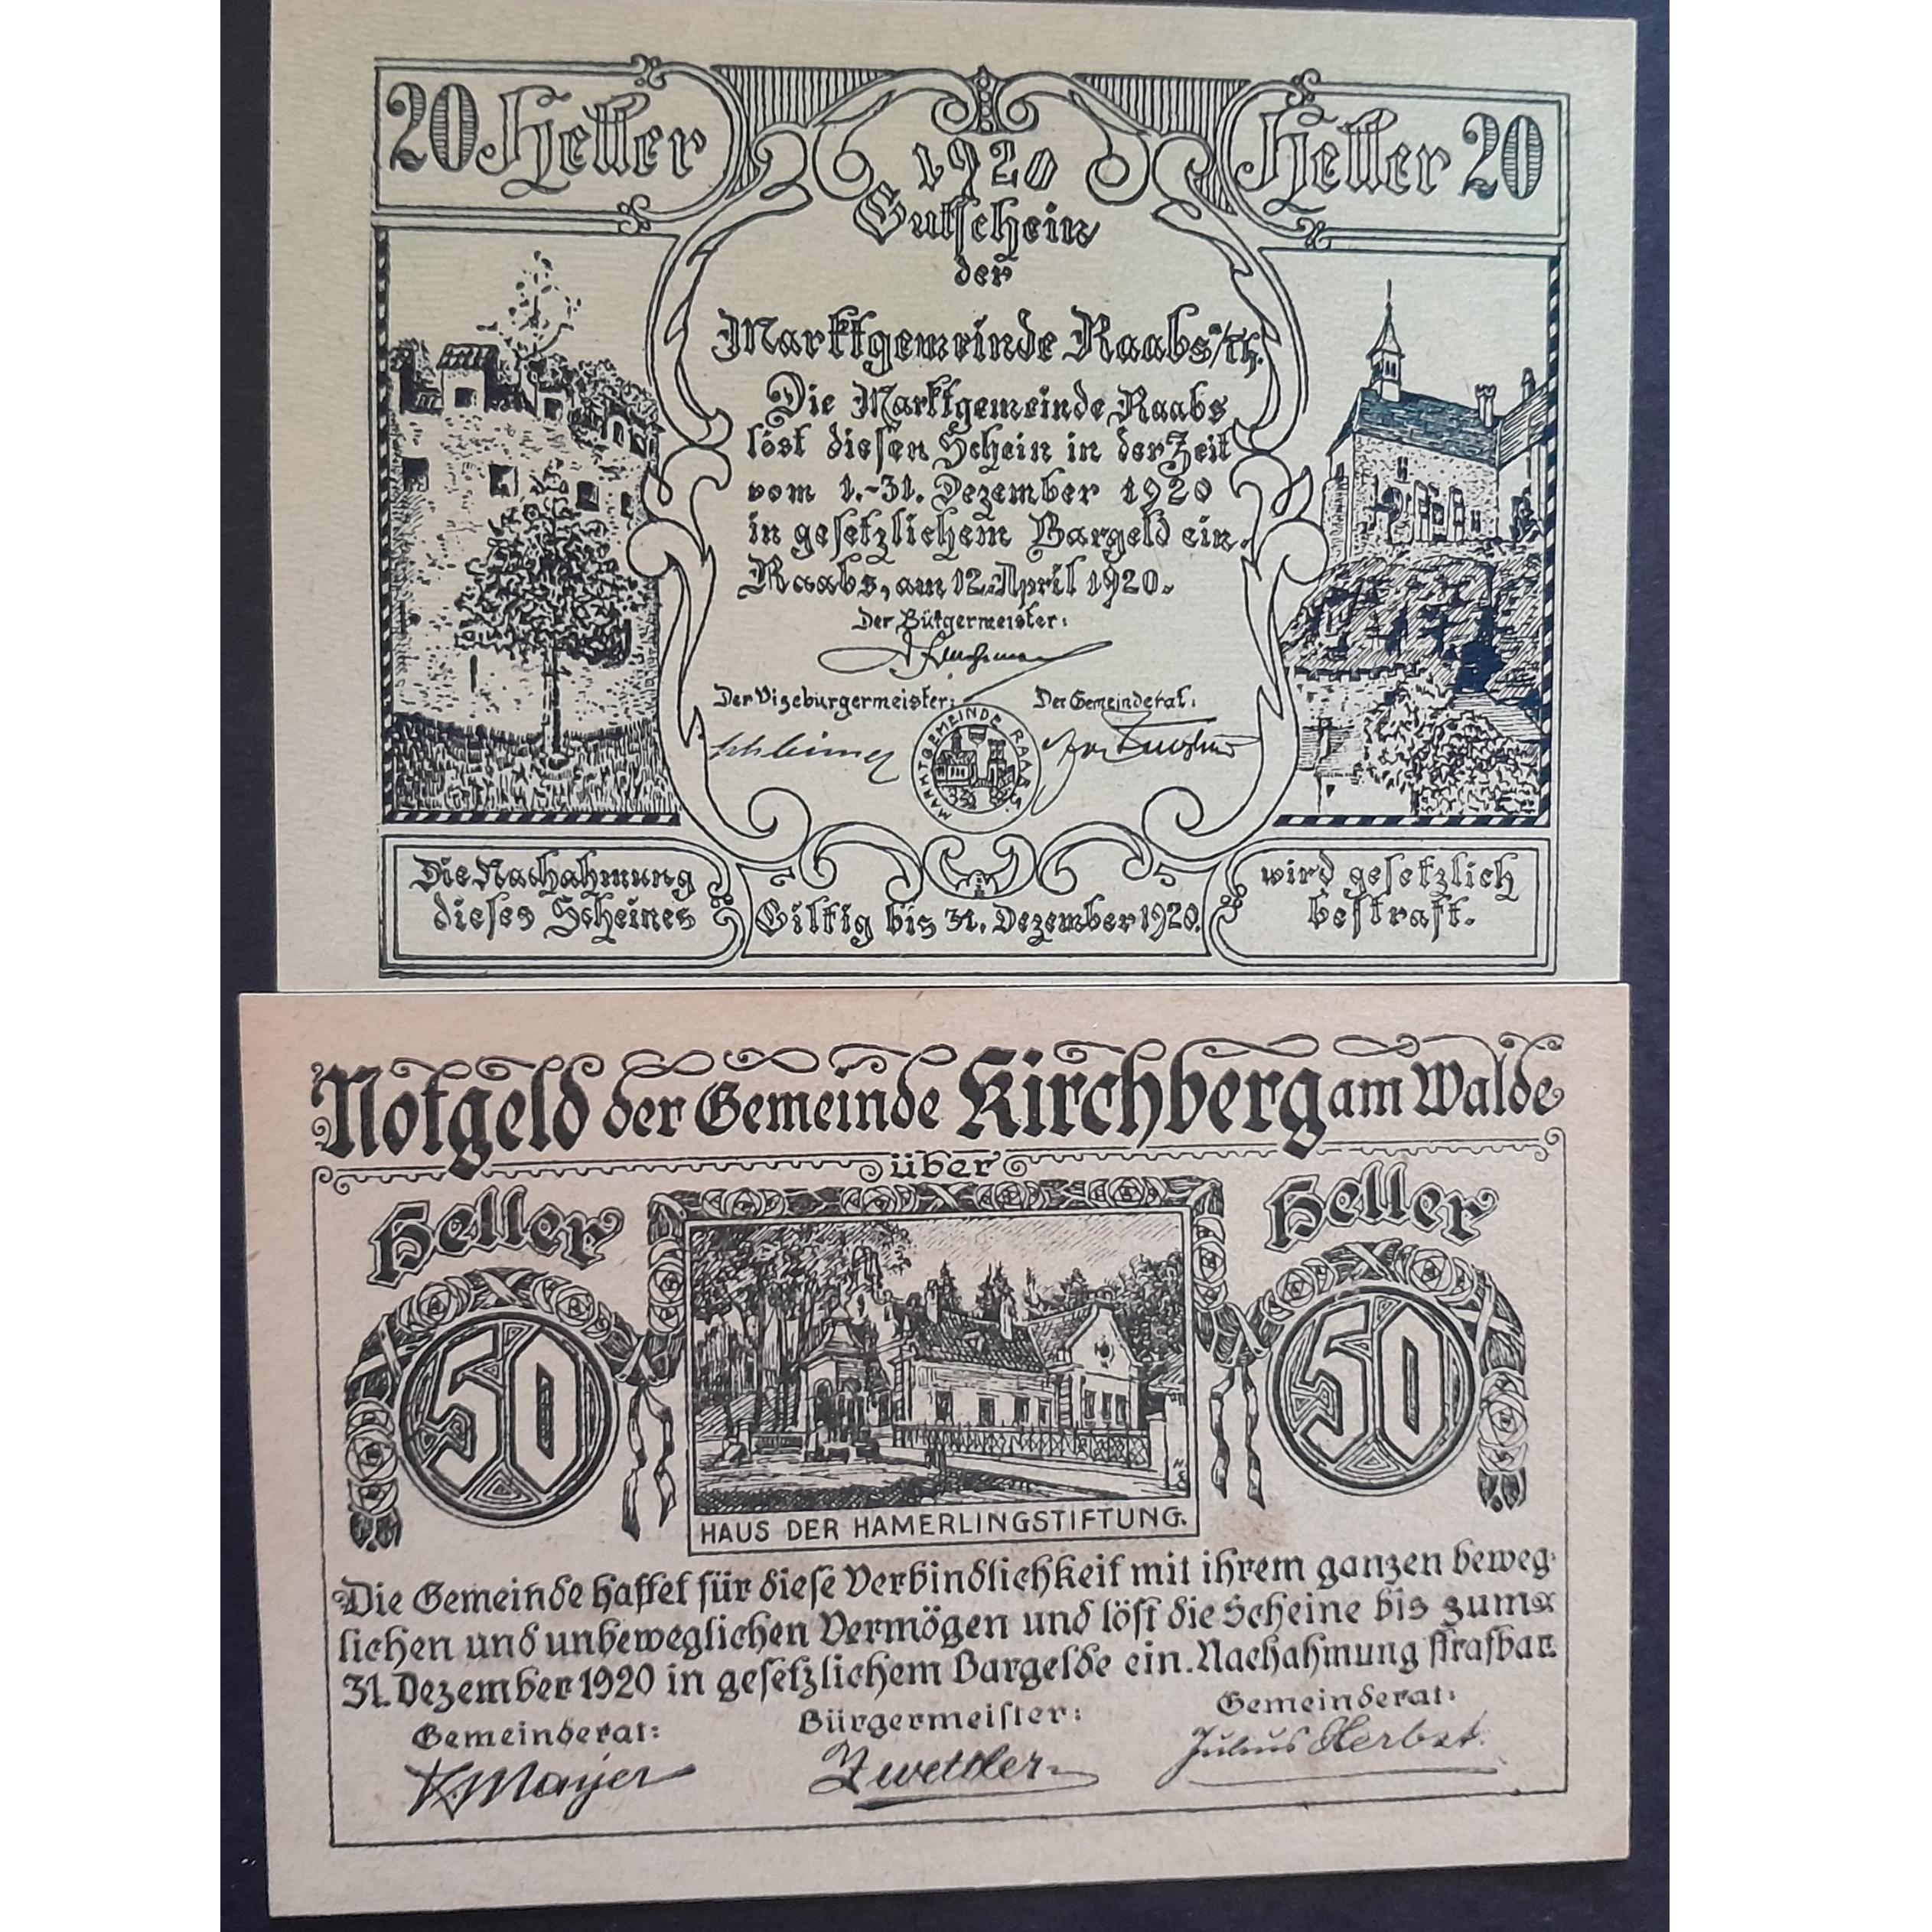 20 Heller
Heller 20
1920
Gutschein
der
Marktgemeinde Raabs a/Th.
Die Marktgemeinde Raabs
löst diesen Schein in der Zeit
vom 1.-31. Dezember 1920
in gesetzlichem Bargeld ein.
Raabs, am 12. April 1920.
Der Bürgermeister:
Der Vizebürgermeister:
Der Gemeinderat:
MARKTGEMEINDE RAABS
Die Nachahmung
dieses Scheines
Giltig bis 31. Dezember 1920.
wird gesetzlich
bestraft.
Notgeld der Gemeinde Kirchberg am Walde
über
Heller
Heller
50
50
HAUS DER HAMERLINGSTIFTUNG.
Die Gemeinde haftet für diese Verbindlichkeit mit ihrem ganzen beweg-
lichen und unbeweglichen Vermögen und löst die Scheine bis zum
31. Dezember 1920 in gesetzlichem Bargelde ein. Nachahmung strafbar.
Gemeinderat:
Bürgermeister:
Gemeinderat:
K. Mayer
Zwettler
Julius Herbst.